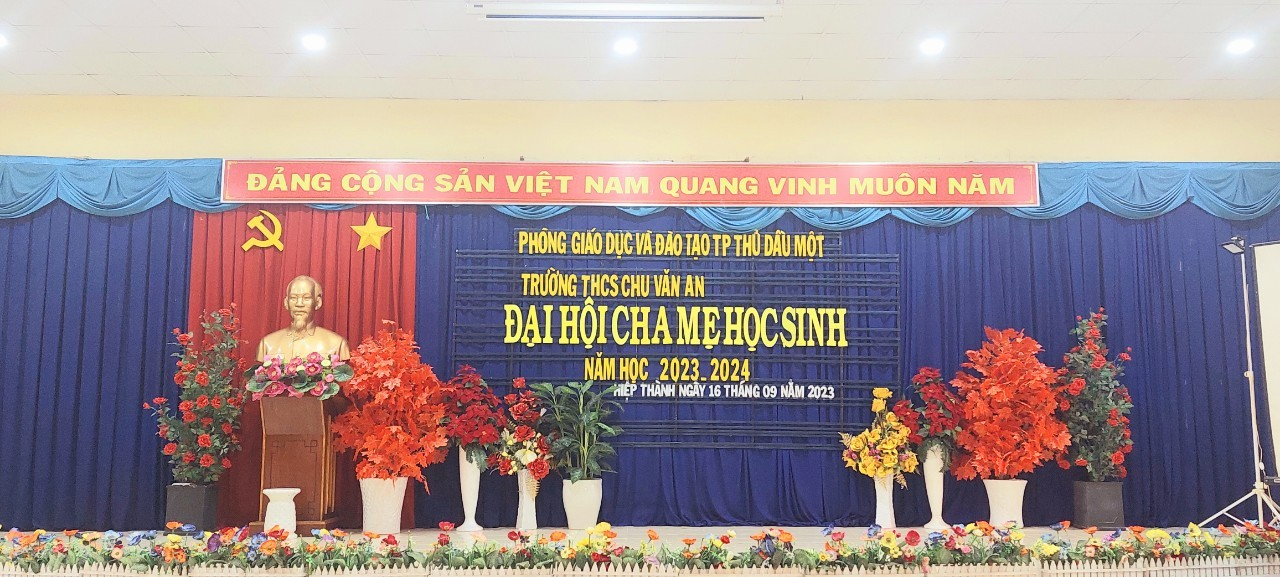 ĐẢNG CỘNG SẢN VIỆT NAM QUANG VINH MUÔN NĂM
PHÒNG GIÁO DỤC VÀ ĐÀO TẠO TP THỦ DẦU MỘT
TRƯỜNG THCS CHU VĂN AN
ĐẠI HỘI CHA MẸ HỌC SINH
NĂM HỌC 2023-2024
HIỆP THÀNH NGÀY 16 THÁNG 09 NĂM 2023